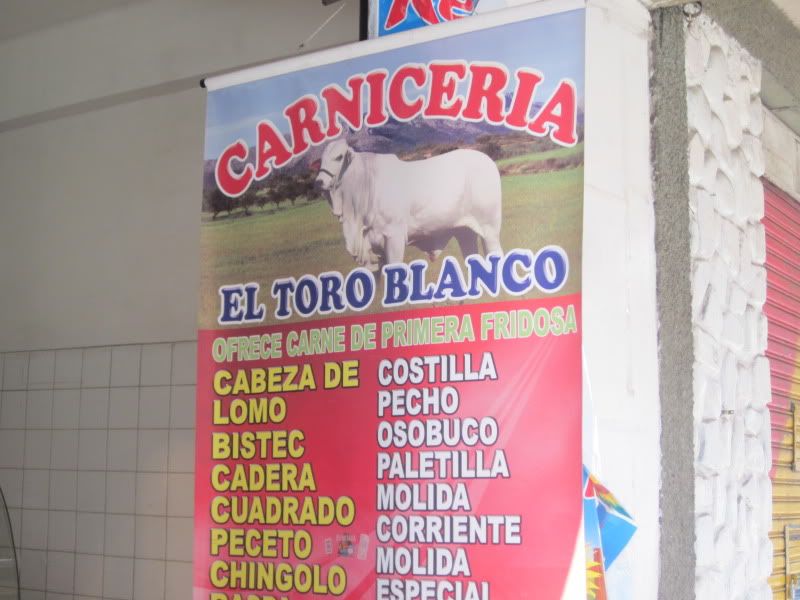 CARNICERIA
EL TORO BLANCO
OFRECE CARNE DE PRIMERA FRIDOSA
CABEZA DE
LOMO
BISTEC
CADERA
CUADRADO
PECETO
CHINGOLO
COSTILLA
PECHO
OSOBUCO
PALETILLA
MOLIDA
CORRIENTE
MOLIDA
ESPECIAL